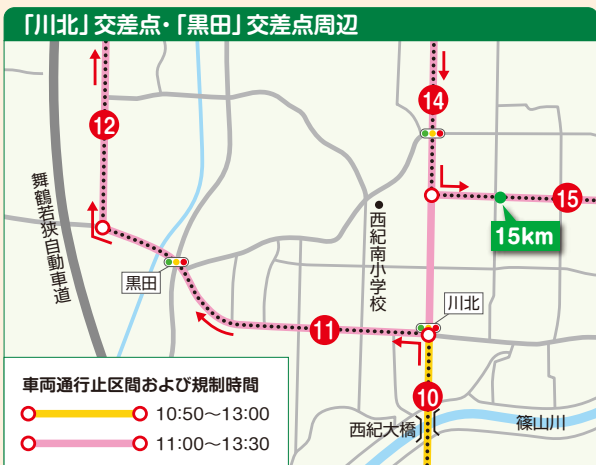 「川北」交差点・「黒田」交差点周辺
12
14
15
15km
舞鶴若狭自動車道
西紀南小学校
黒田
川北
11
10
西紀大橋
篠山川
車両通行止区間および規制時間
10:50〜13:00
11:00〜13:30